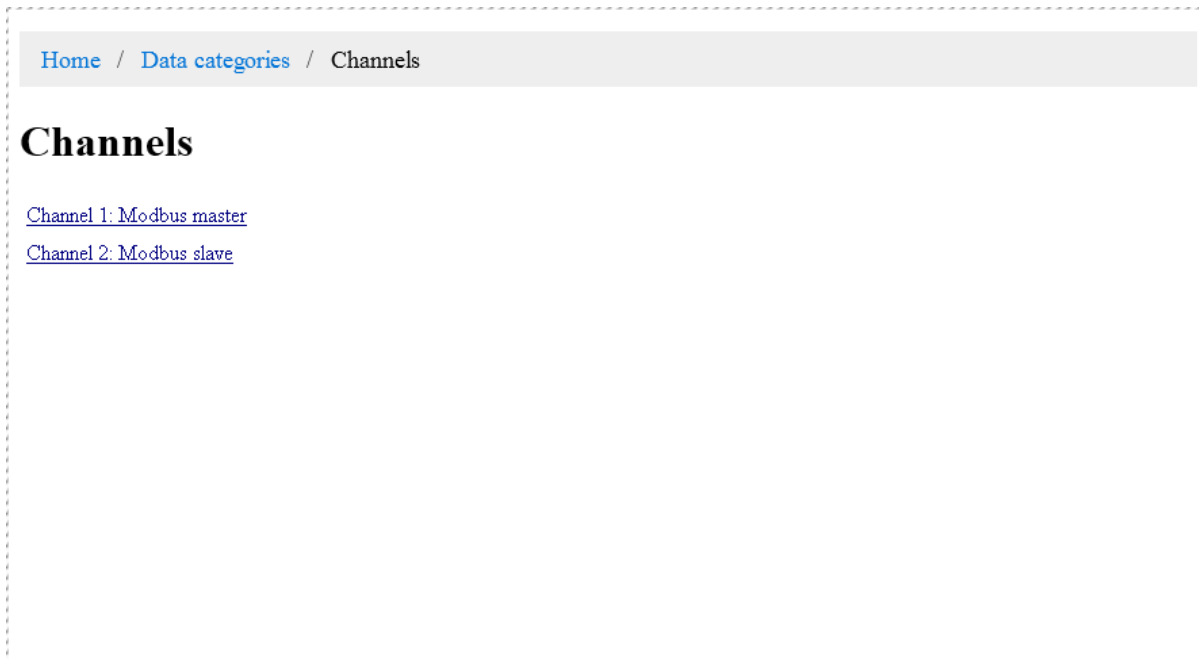 Home / Data categories / Channels
Channels
Channel 1: Modbus master
Channel 2: Modbus slave